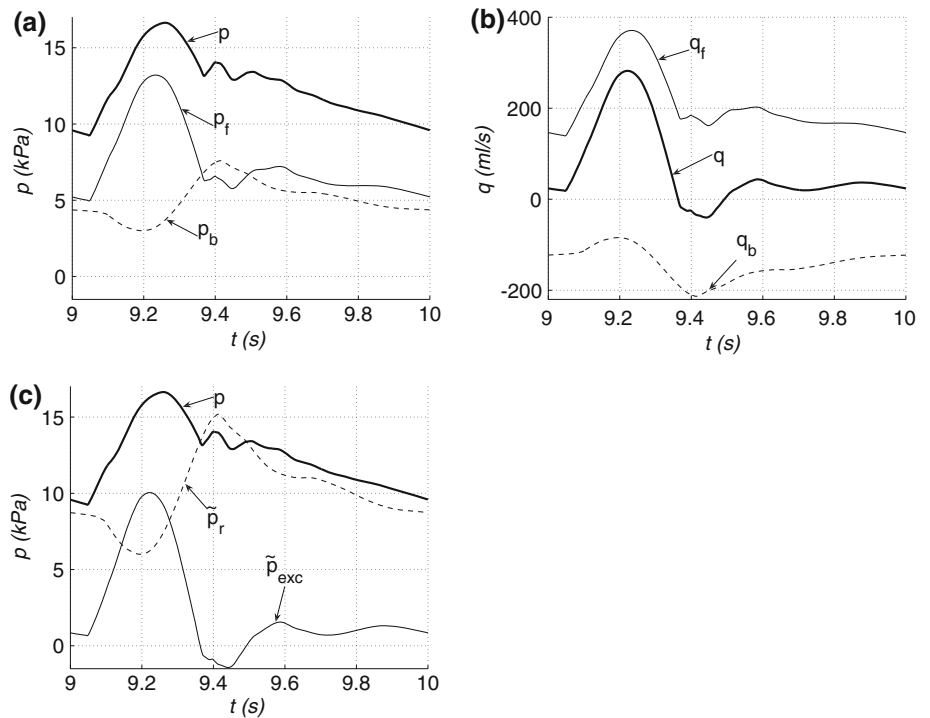 (a)
p (kPa)
15
10
5
0
p
p_f
p_b
9 9.2 9.4 9.6 9.8 10
t (s)
(b)
q (ml/s)
400
200
0
-200
q_f
q
q_b
9 9.2 9.4 9.6 9.8 10
t (s)
(c)
p (kPa)
15
10
5
0
p
p̃_r
p̃_exc
9 9.2 9.4 9.6 9.8 10
t (s)